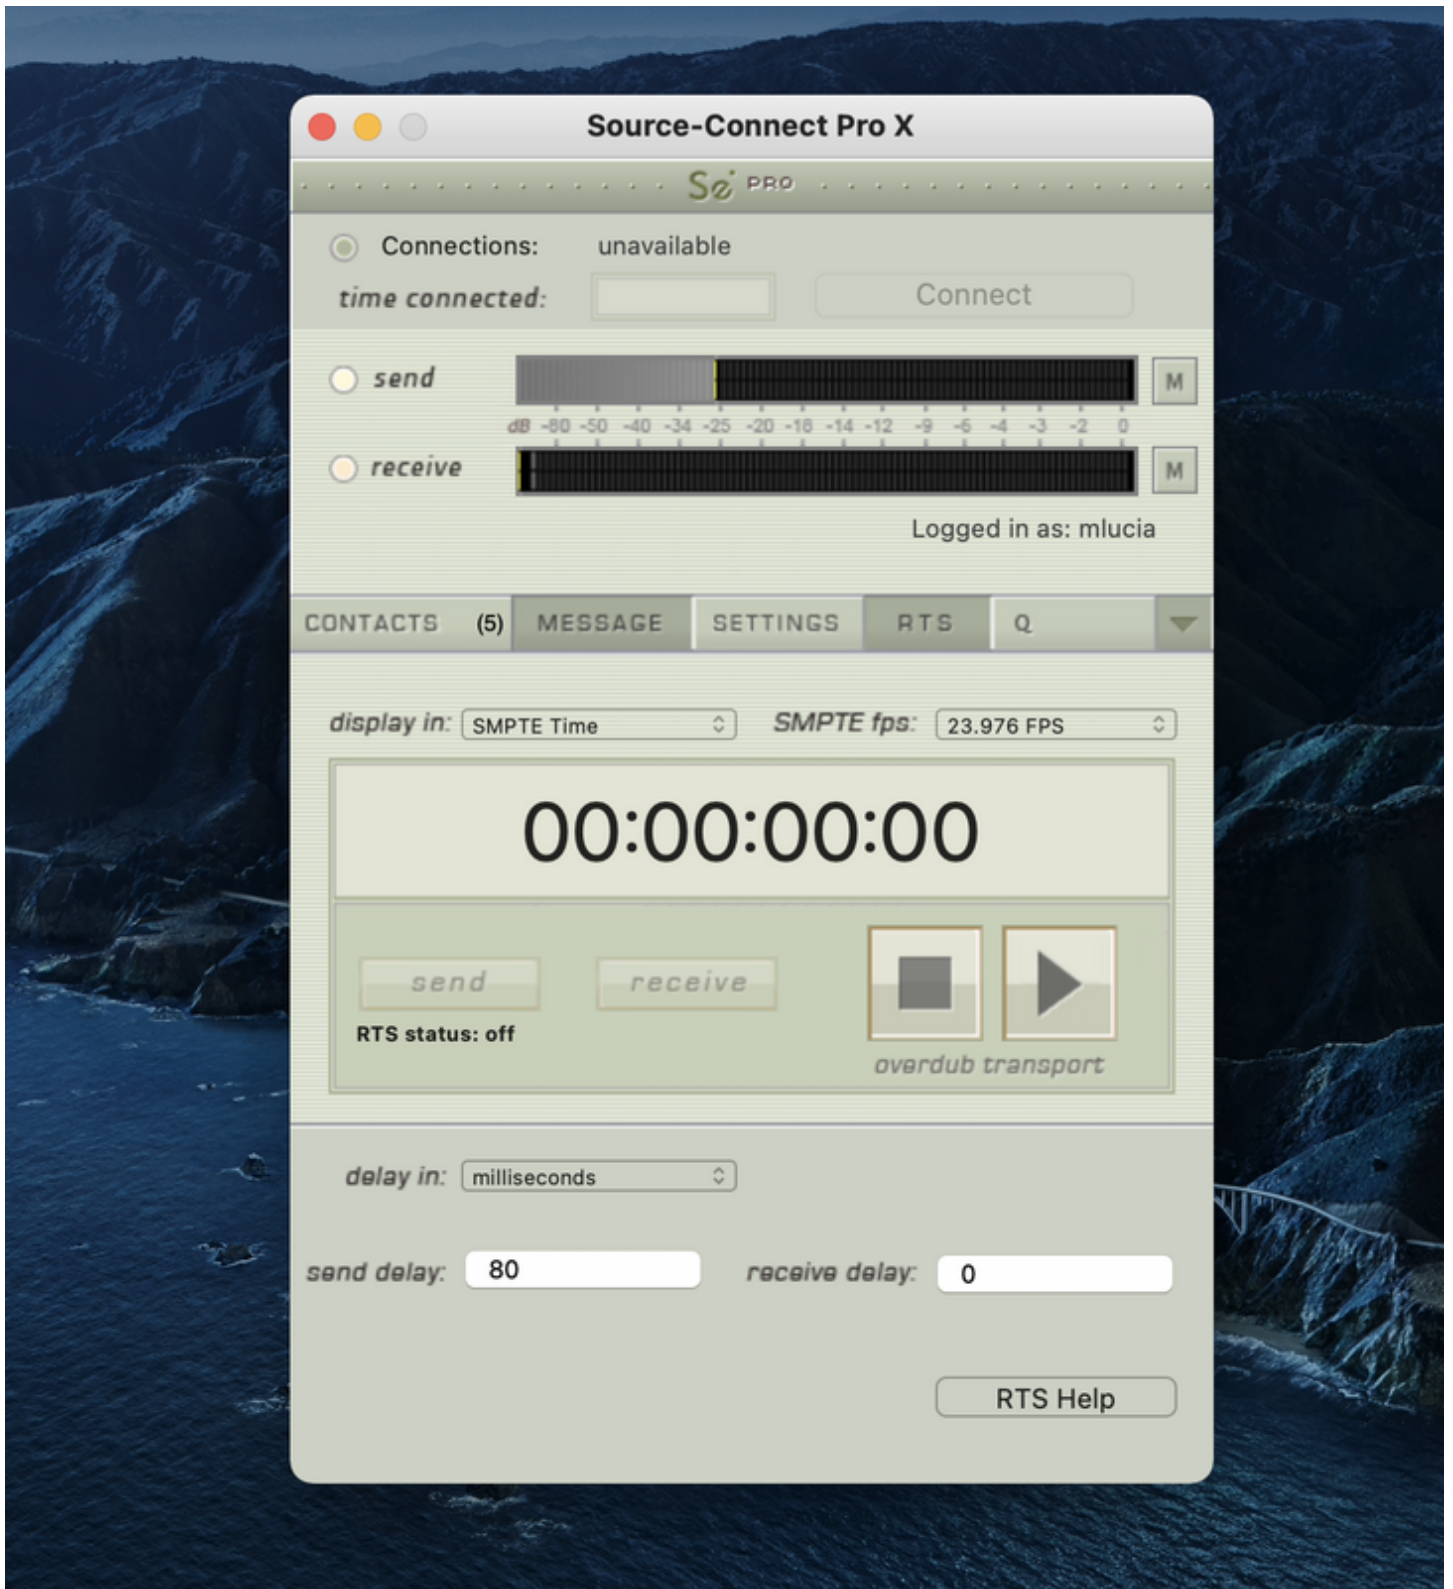 Source-Connect Pro X
Se PRO
Connections: unavailable
time connected: Connect
send M
dB -80 -50 -40 -34 -25 -20 -18 -14 -12 -9 -6 -4 -3 -2 0
receive M
Logged in as: mlucia
CONTACTS (5) MESSAGE SETTINGS RTS Q
display in: SMPTE Time SMPTE fps: 23.976 FPS
00:00:00:00
send receive
RTS status: off
overdub transport
delay in: milliseconds
send delay: 80 receive delay: 0
RTS Help